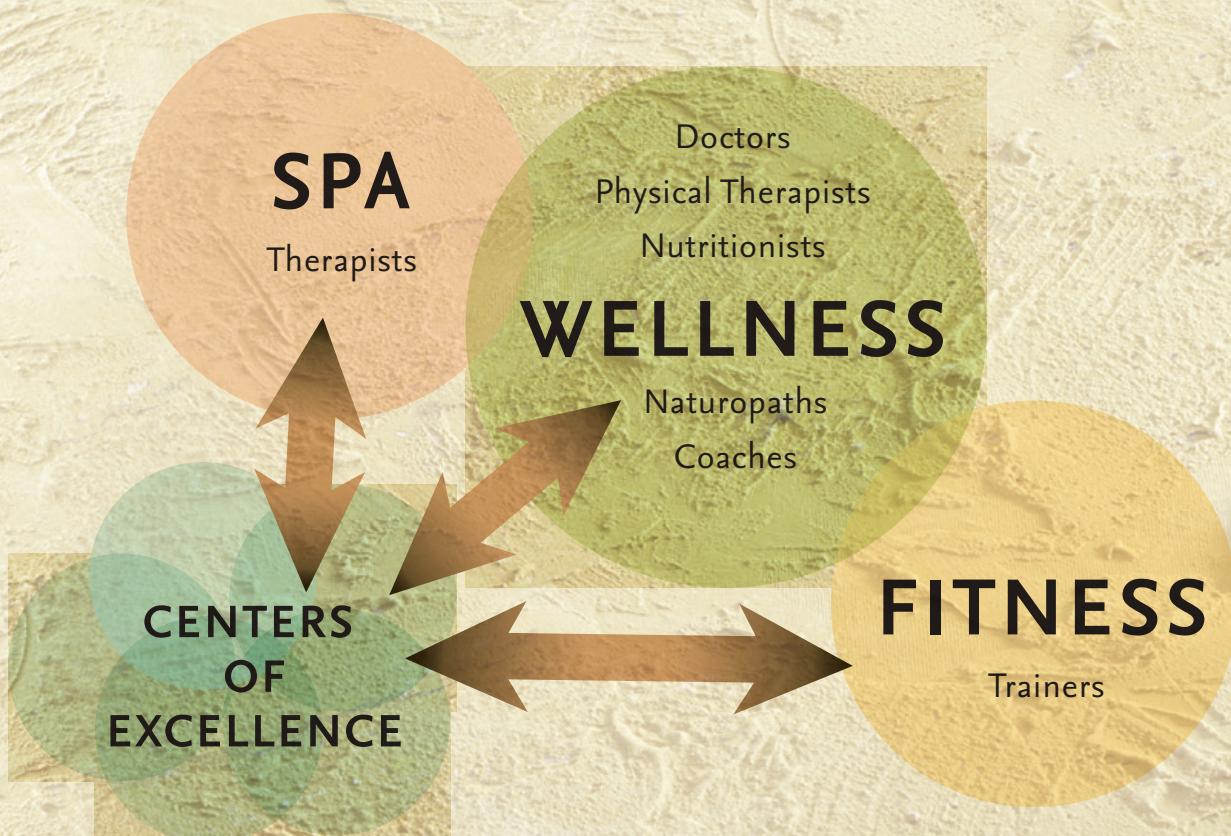 SPA
Therapists
Doctors
Physical Therapists
Nutritionists
WELLNESS
Naturopaths
Coaches
CENTERS
OF
EXCELLENCE
FITNESS
Trainers